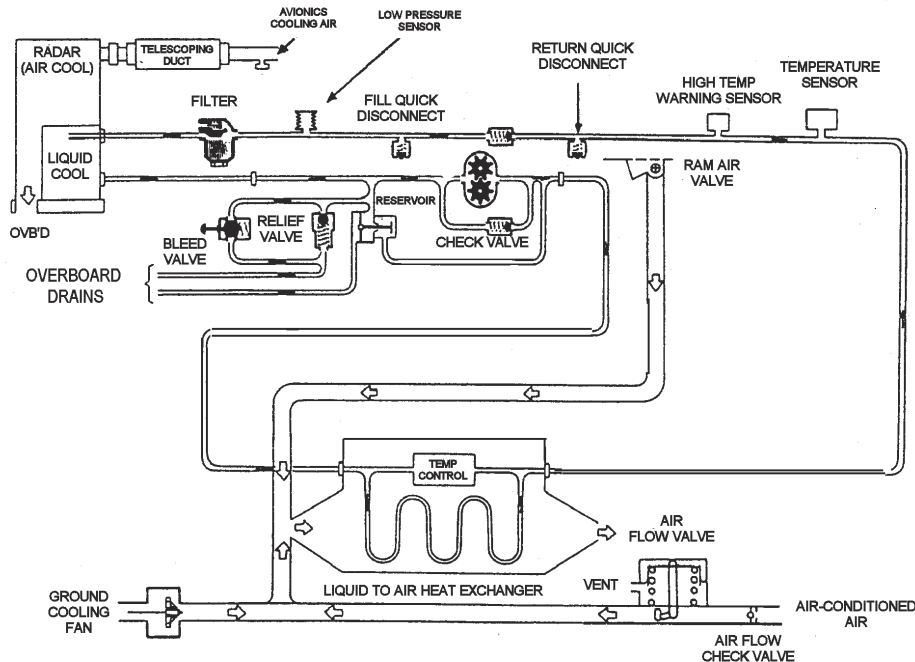 AVIONICS
COOLING AIR
LOW PRESSURE
SENSOR
RADAR
(AIR COOL)
TELESCOPING
DUCT
RETURN QUICK
DISCONNECT
HIGH TEMP
WARNING SENSOR
TEMPERATURE
SENSOR
FILTER
FILL QUICK
DISCONNECT
LIQUID
COOL
RAM AIR
VALVE
RESERVOIR
OVB'D
BLEED
VALVE
RELIEF
VALVE
CHECK VALVE
OVERBOARD
DRAINS
TEMP
CONTROL
AIR
FLOW VALVE
LIQUID TO AIR HEAT EXCHANGER
VENT
GROUND
COOLING
FAN
AIR-CONDITIONED
AIR
AIR FLOW
CHECK VALVE